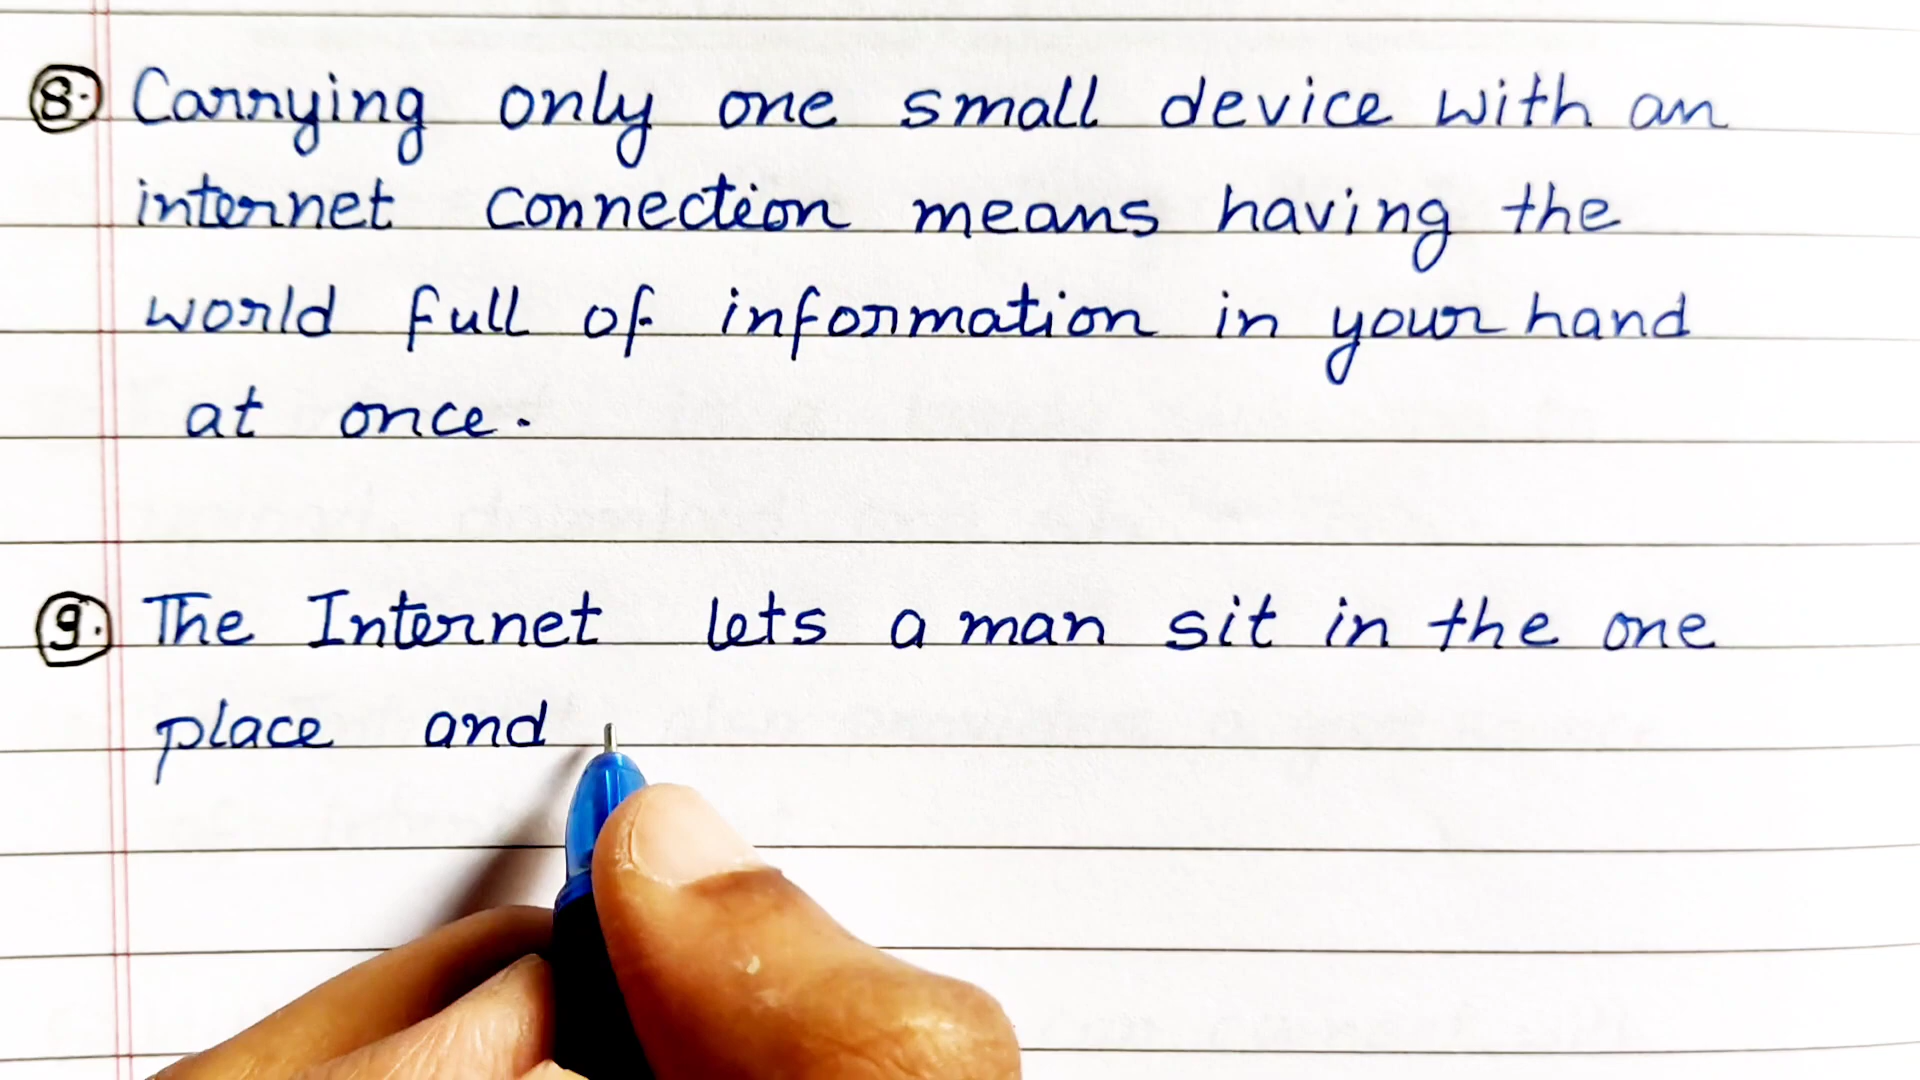 8. Carrying only one small device with an
internet connection means having the
world full of information in your hand
at once.
9. The Internet lets a man sit in the one
place and